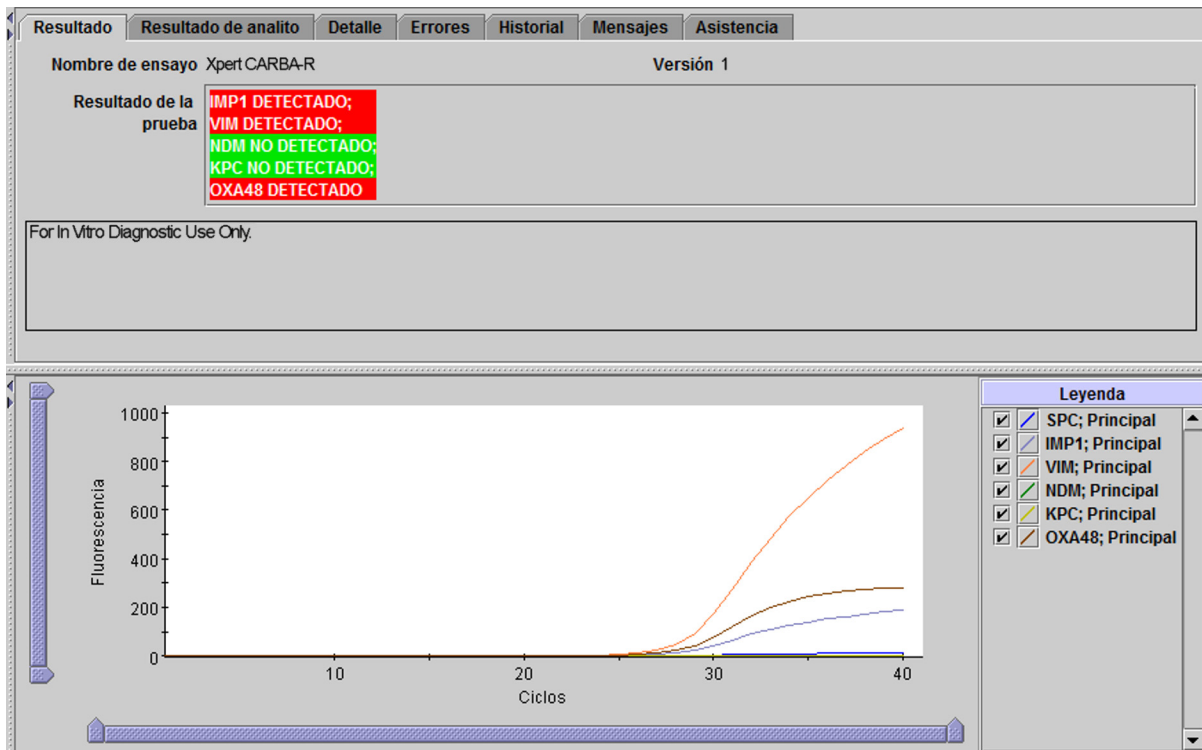 Resultado Resultado de analito Detalle Errores Historial Mensajes Asistencia
Nombre de ensayo Xpert CARBA-R Versión 1
Resultado de la prueba
IMP1 DETECTADO;
VIM DETECTADO;
NDM NO DETECTADO;
KPC NO DETECTADO;
OXA48 DETECTADO
For In Vitro Diagnostic Use Only.
Fluorescencia
1000
800
600
400
200
0
10 20 30 40
Ciclos
Leyenda
SPC; Principal
IMP1; Principal
VIM; Principal
NDM; Principal
KPC; Principal
OXA48; Principal